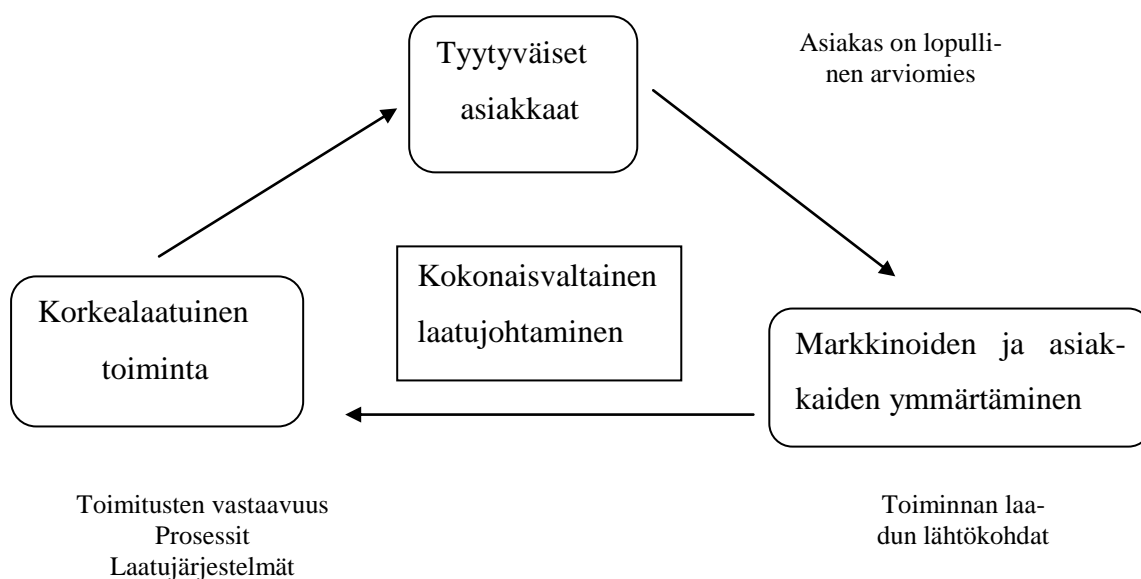 Tyytyväiset
asiakkaat
Asiakas on lopulli-
nen arviomies
Kokonaisvaltainen
laatujohtaminen
Korkealaatuinen
toiminta
Markkinoiden ja asiak-
kaiden ymmärtäminen
Toimitusten vastaavuus
Prosessit
Laatujärjestelmät
Toiminnan laa-
dun lähtökohdat